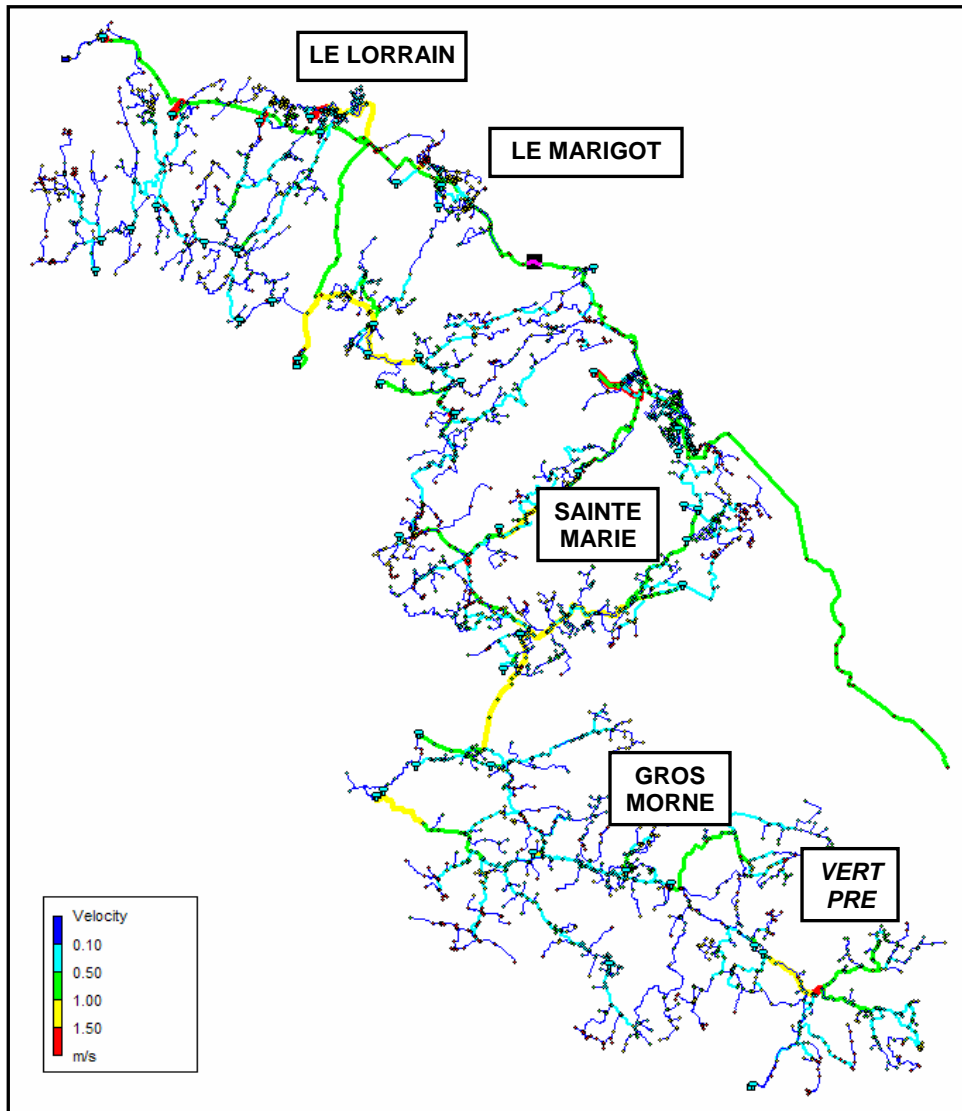 LE LORRAIN
LE MARIGOT
SAINTE
MARIE
GROS
MORNE
VERT
PRE
Velocity
0.10
0.50
1.00
1.50
m/s